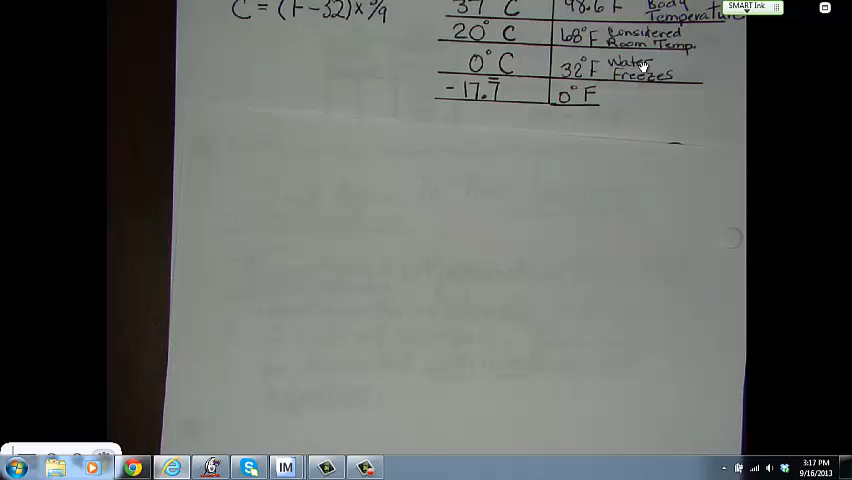 SMART Ink
C = (F-32) x 5/9
37° C 98.6°F Body Temperature
20° C 68°F Considered Room Temp.
0° C 32°F Water Freezes
-17.7 0°F
IM
3:17 PM
9/16/2013